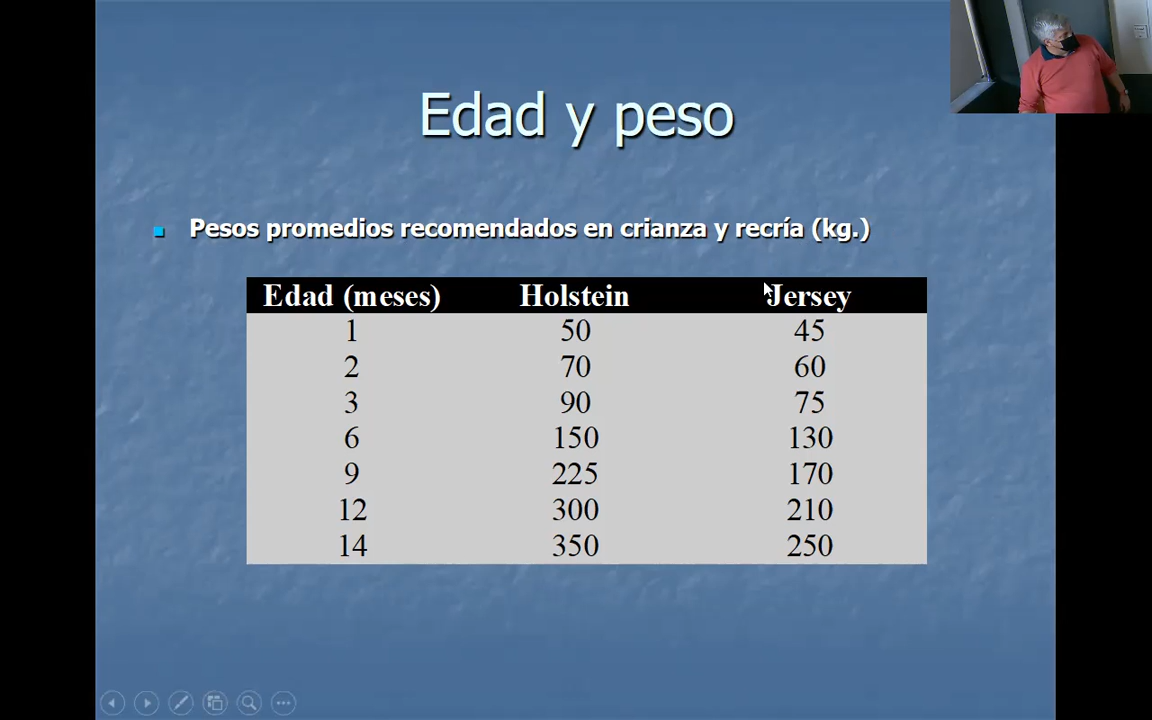 Edad y peso
Pesos promedios recomendados en crianza y recría (kg.)
Edad (meses) Holstein Jersey
1 50 45
2 70 60
3 90 75
6 150 130
9 225 170
12 300 210
14 350 250